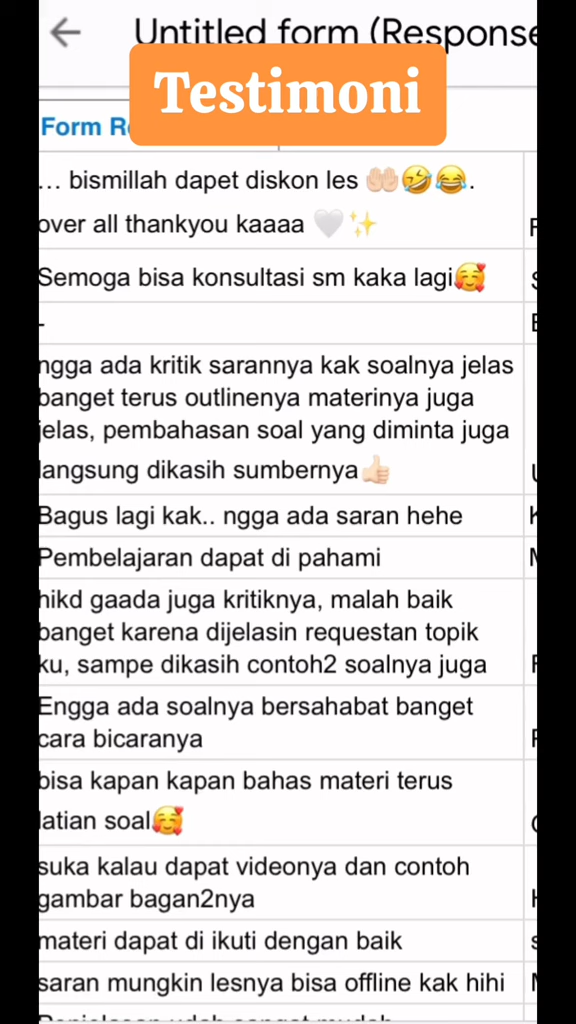 Untitled form (Response
Testimoni
Form R
... bismillah dapet diskon les 🤲🏻🤣😂.
over all thankyou kaaaa 🤍✨
Semoga bisa konsultasi sm kaka lagi🥰
-
ngga ada kritik sarannya kak soalnya jelas
banget terus outlinenya materinya juga
jelas, pembahasan soal yang diminta juga
langsung dikasih sumbernya👍🏻
Bagus lagi kak.. ngga ada saran hehe
Pembelajaran dapat di pahami
hikd gaada juga kritiknya, malah baik
banget karena dijelasin requestan topik
ku, sampe dikasih contoh2 soalnya juga
Engga ada soalnya bersahabat banget
cara bicaranya
bisa kapan kapan bahas materi terus
latian soal🥰
suka kalau dapat videonya dan contoh
gambar bagan2nya
materi dapat di ikuti dengan baik
saran mungkin lesnya bisa offline kak hihi